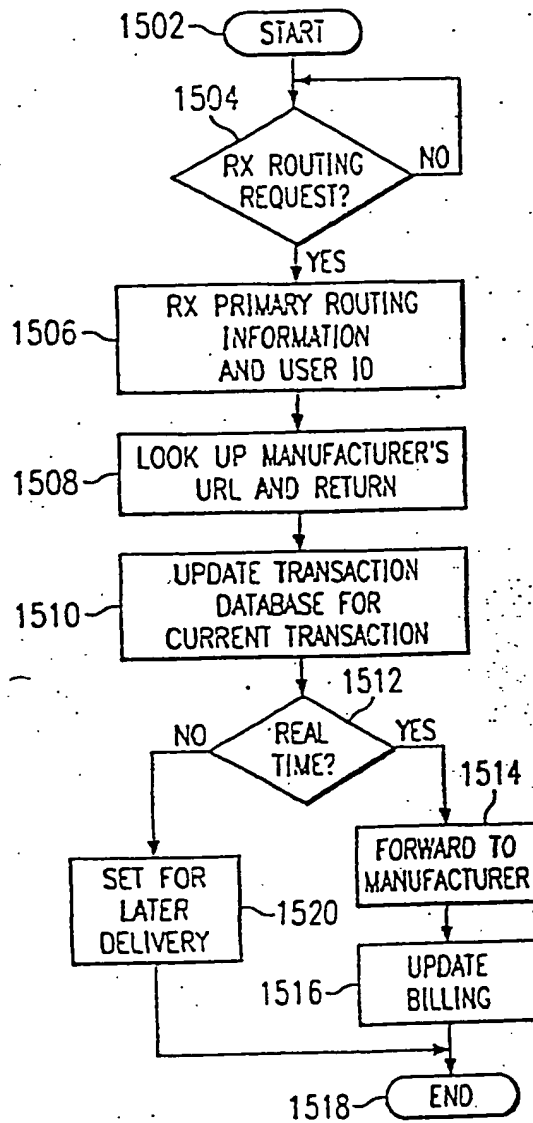 1502
START
1504
RX ROUTING
REQUEST?
NO
YES
1506
RX PRIMARY ROUTING
INFORMATION
AND USER ID
1508
LOOK UP MANUFACTURER'S
URL AND RETURN
1510
UPDATE TRANSACTION
DATABASE FOR
CURRENT TRANSACTION
1512
NO
REAL
TIME?
YES
1514
FORWARD TO
MANUFACTURER
SET FOR
LATER
DELIVERY
1520
1516
UPDATE
BILLING
1518
END